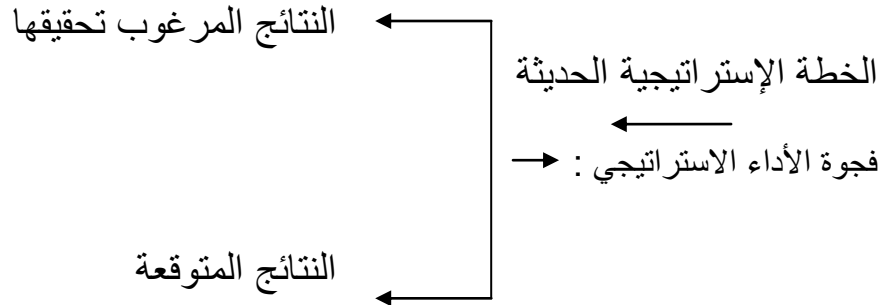 النتائج المرغوب تحقيقها
الخطة الإستراتيجية الحديثة
فجوة الأداء الاستراتيجي :
النتائج المتوقعة